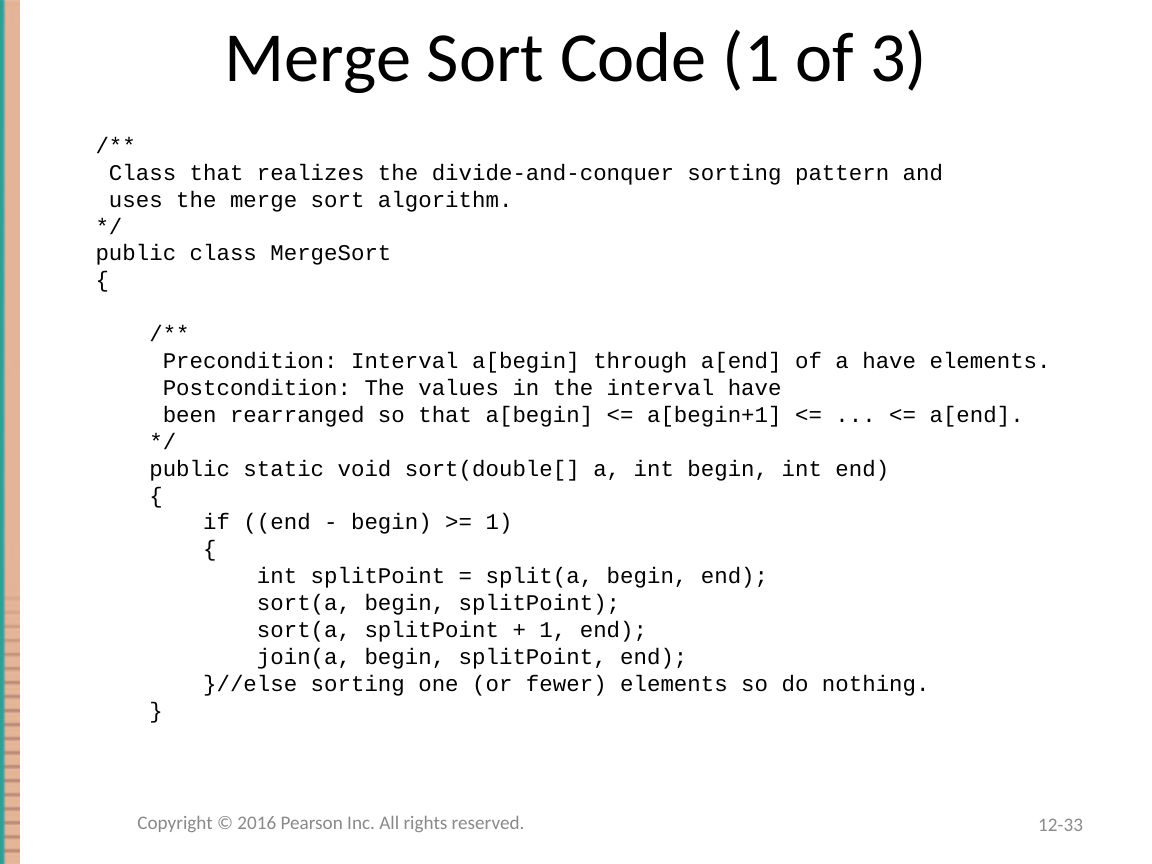 Merge Sort Code (1 of 3)
/**
 Class that realizes the divide-and-conquer sorting pattern and
 uses the merge sort algorithm.
*/
public class MergeSort
{
    /**
     Precondition: Interval a[begin] through a[end] of a have elements.
     Postcondition: The values in the interval have
     been rearranged so that a[begin] <= a[begin+1] <= ... <= a[end].
    */
    public static void sort(double[] a, int begin, int end)
    {
        if ((end - begin) >= 1)
        {
            int splitPoint = split(a, begin, end);
            sort(a, begin, splitPoint);
            sort(a, splitPoint + 1, end);
            join(a, begin, splitPoint, end);
        }//else sorting one (or fewer) elements so do nothing.
    }
Copyright © 2016 Pearson Inc. All rights reserved.
12-33